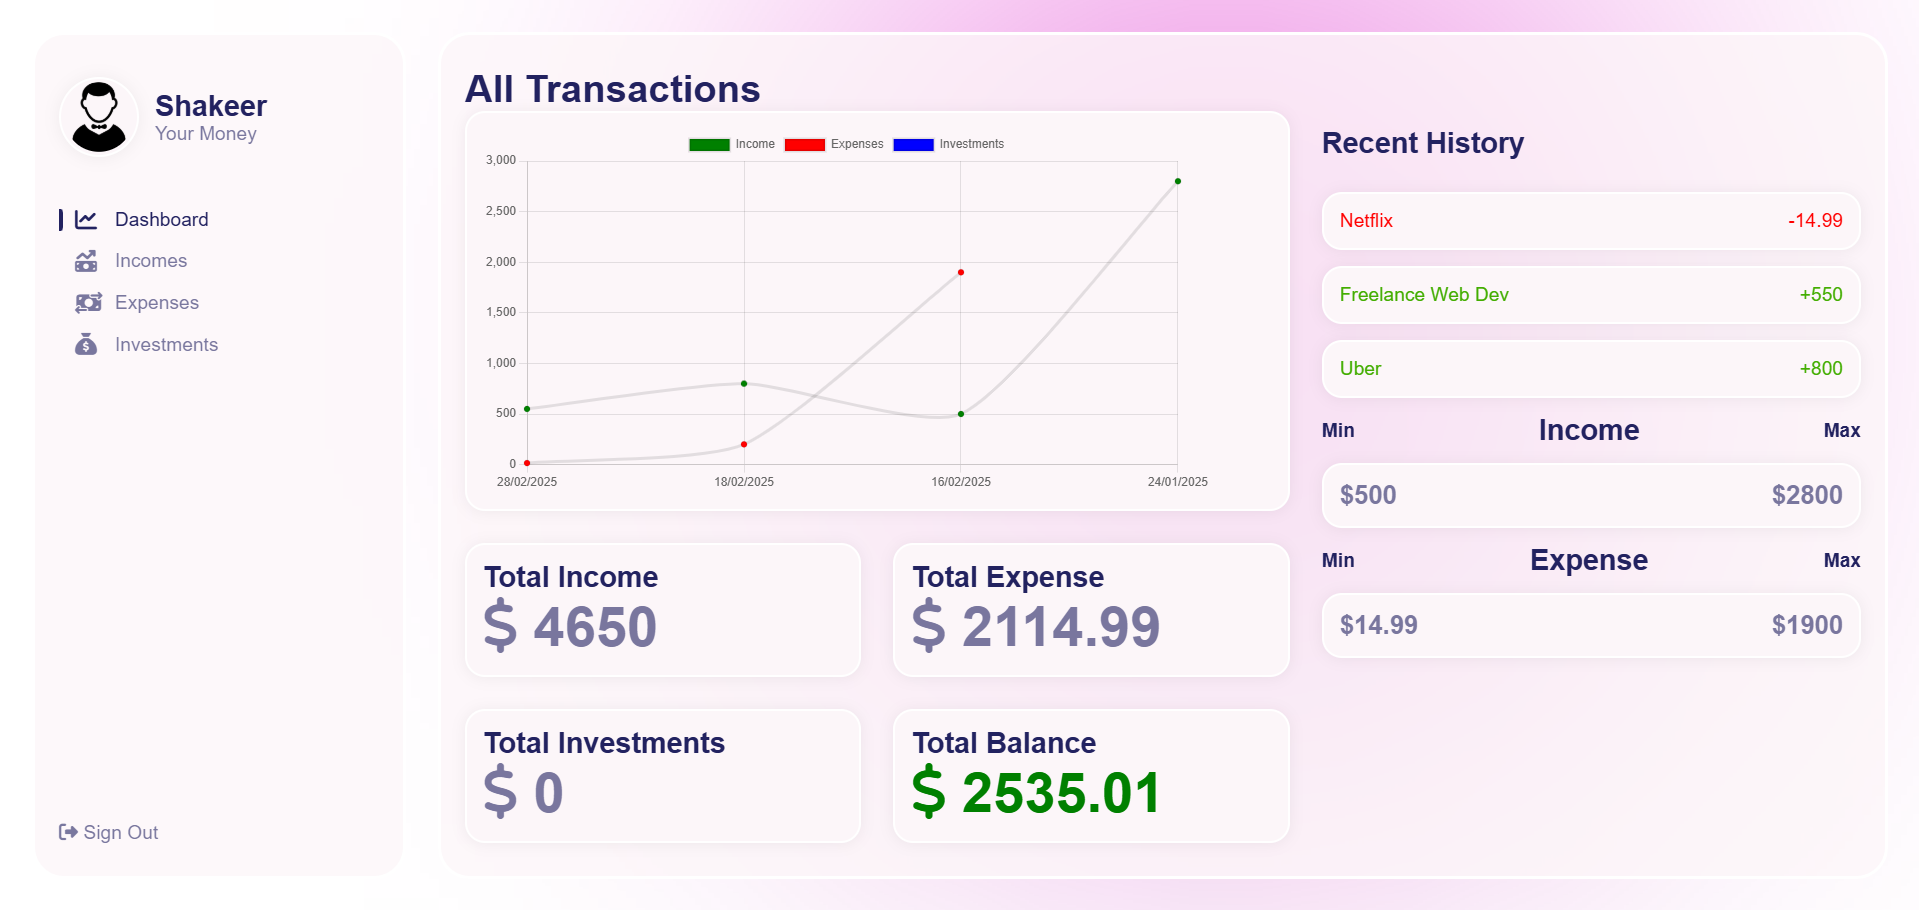 Shakeer
Your Money
Dashboard
Incomes
Expenses
Investments
Sign Out
All Transactions
Income Expenses Investments
3,000
2,500
2,000
1,500
1,000
500
0
28/02/2025 18/02/2025 16/02/2025 24/01/2025
Total Income
$ 4650
Total Expense
$ 2114.99
Total Investments
$ 0
Total Balance
$ 2535.01
Recent History
Netflix -14.99
Freelance Web Dev +550
Uber +800
Min Income Max
$500 $2800
Min Expense Max
$14.99 $1900